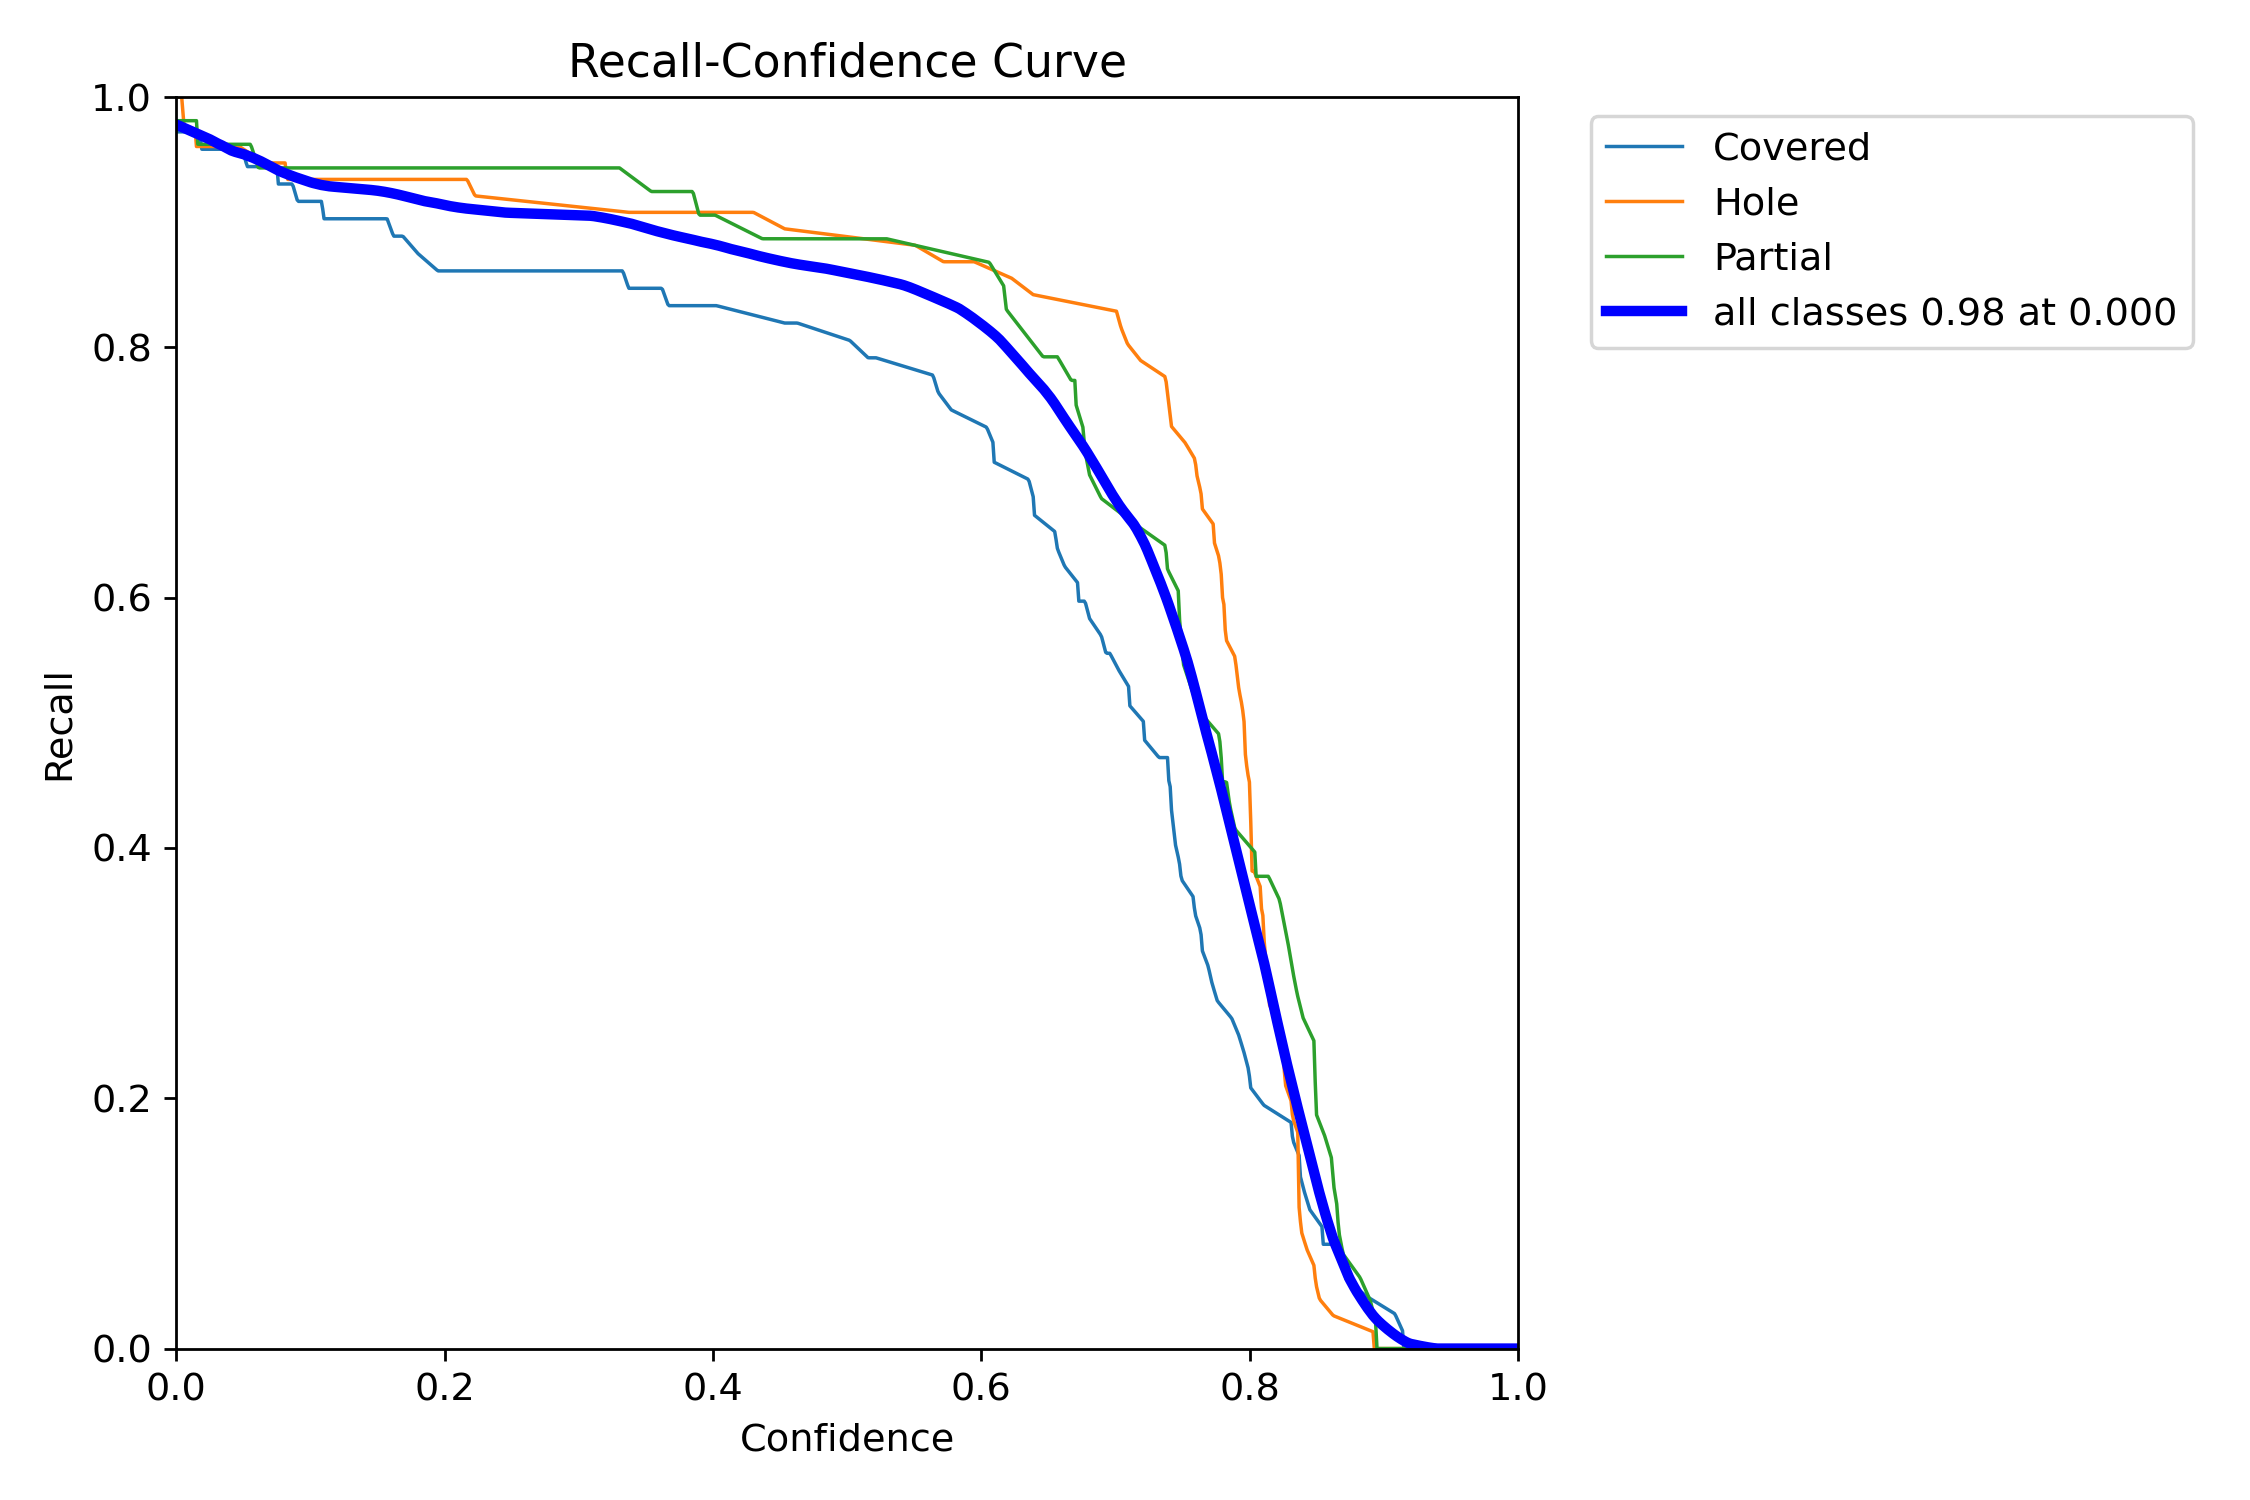 Recall-Confidence Curve
1.0
0.8
0.6
0.4
0.2
0.0
Recall
0.0 0.2 0.4 0.6 0.8 1.0
Confidence
Covered
Hole
Partial
all classes 0.98 at 0.000